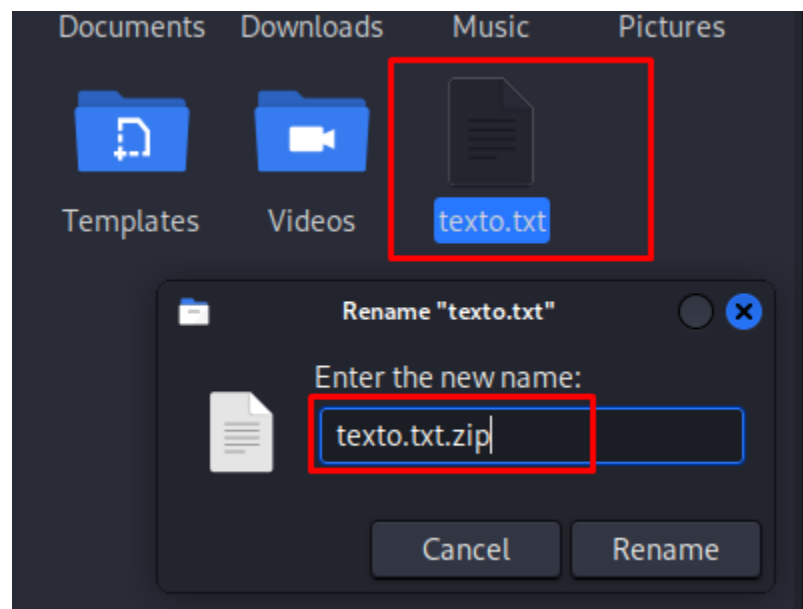 Documents Downloads Music Pictures
Templates Videos texto.txt
Rename "texto.txt"
Enter the new name:
texto.txt.zip
Cancel Rename